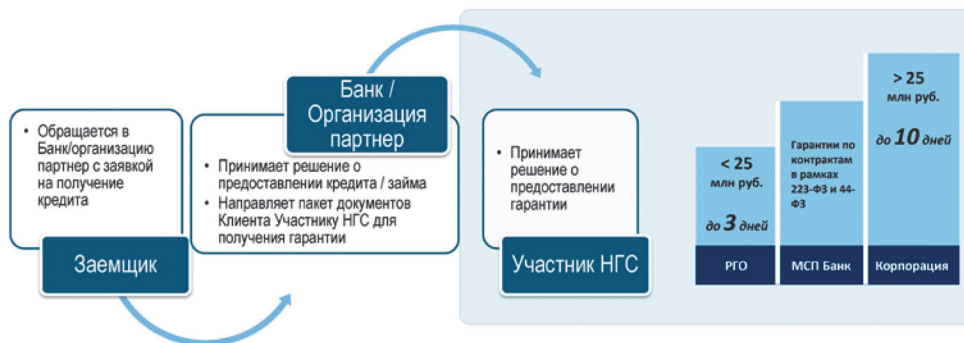 • Обращается в
Банк/организацию
партнер с заявкой
на получение
кредита
Заемщик
Банк /
Организация
партнер
• Принимает решение о
предоставлении кредита / займа
• Направляет пакет документов
Клиента Участнику НГС для
получения гарантии
• Принимает
решение о
предоставлении
гарантии
Участник НГС
< 25
млн руб.
до 3 дней
РГО
Гарантии по
контрактам
в рамках
223-ФЗ и 44-
ФЗ
МСП Банк
> 25
млн руб.
до 10 дней
Корпорация